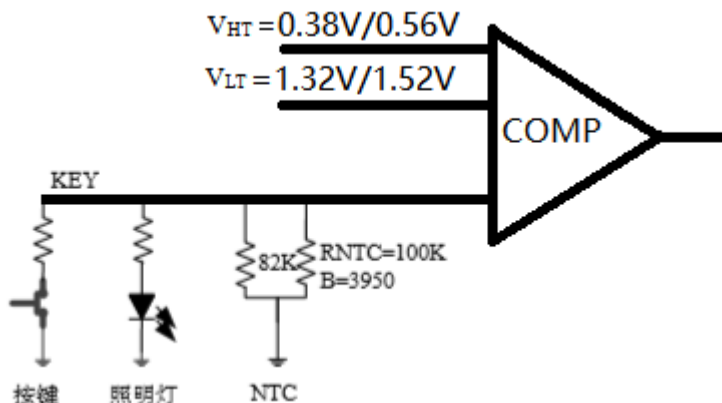 VHT=0.38V/0.56V
VLT=1.32V/1.52V
COMP
KEY
82K
RNTC=100K
B=3950
按键
照明灯
NTC